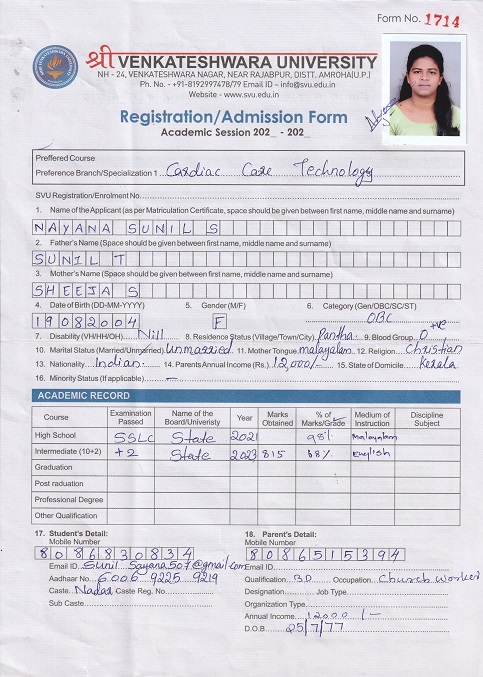 Form No. 1714
श्री VENKATESHWARA UNIVERSITY
NH - 24, VENKATESHWARA NAGAR, NEAR RAJABPUR, DISTT. AMROHA(U.P.)
Ph. No. - +91-8192997478/79 Email ID – info@svu.edu.in
Website - www.svu.edu.in
Registration/Admission Form
Academic Session 202_ - 202_
Preffered Course
Preference Branch/Specialization 1 Cardiac Care Technology
SVU Registration/Enrolment No.
1. Name of the Applicant (as per Matriculation Certificate, space should be given between first name, middle name and surname)
NAYANA SUNIL S
2. Father's Name (Space should be given between first name, middle name and surname)
SUNIL T
3. Mother's Name (Space should be given between first name, middle name and surname)
SHEEJA S
4. Date of Birth (DD-MM-YYYY) 5. Gender (M/F) 6. Category (Gen/OBC/SC/ST)
19082004 F OBC
7. Disability (VH/HH/OH) Nill 8. Residence Status (Village/Town/City) Pantha 9. Blood Group O +ve
10. Marital Status (Married/Unmarried) Unmarried 11. Mother Tongue malayalam 12. Religion Christian
13. Nationality Indian 14. Parents Annual Income (Rs.) 12,000/- 15. State of Domicile Kerala
16. Minority Status (If applicable) -
ACADEMIC RECORD
Course Examination Passed Name of the Board/Univeristy Year Marks Obtained % of Marks/Grade Medium of Instruction Discipline Subject
High School SSLC State 2021 98% Malayalam
Intermediate (10+2) +2 State 2023 815 68% English
Graduation
Post raduation
Professional Degree
Other Qualification
17. Student's Detail: 18. Parent's Detail:
Mobile Number Mobile Number
8086830834 8086515394
Email ID Sunil Sayana507@gmail.com Email ID
Aadhaar No. 6006 9225 9219 Qualification BD Occupation Church Worker
Caste Nadar Caste Reg. No. Designation Job Type
Sub Caste Organization Type
Annual Income 12000/-
D.O.B. 25/7/77